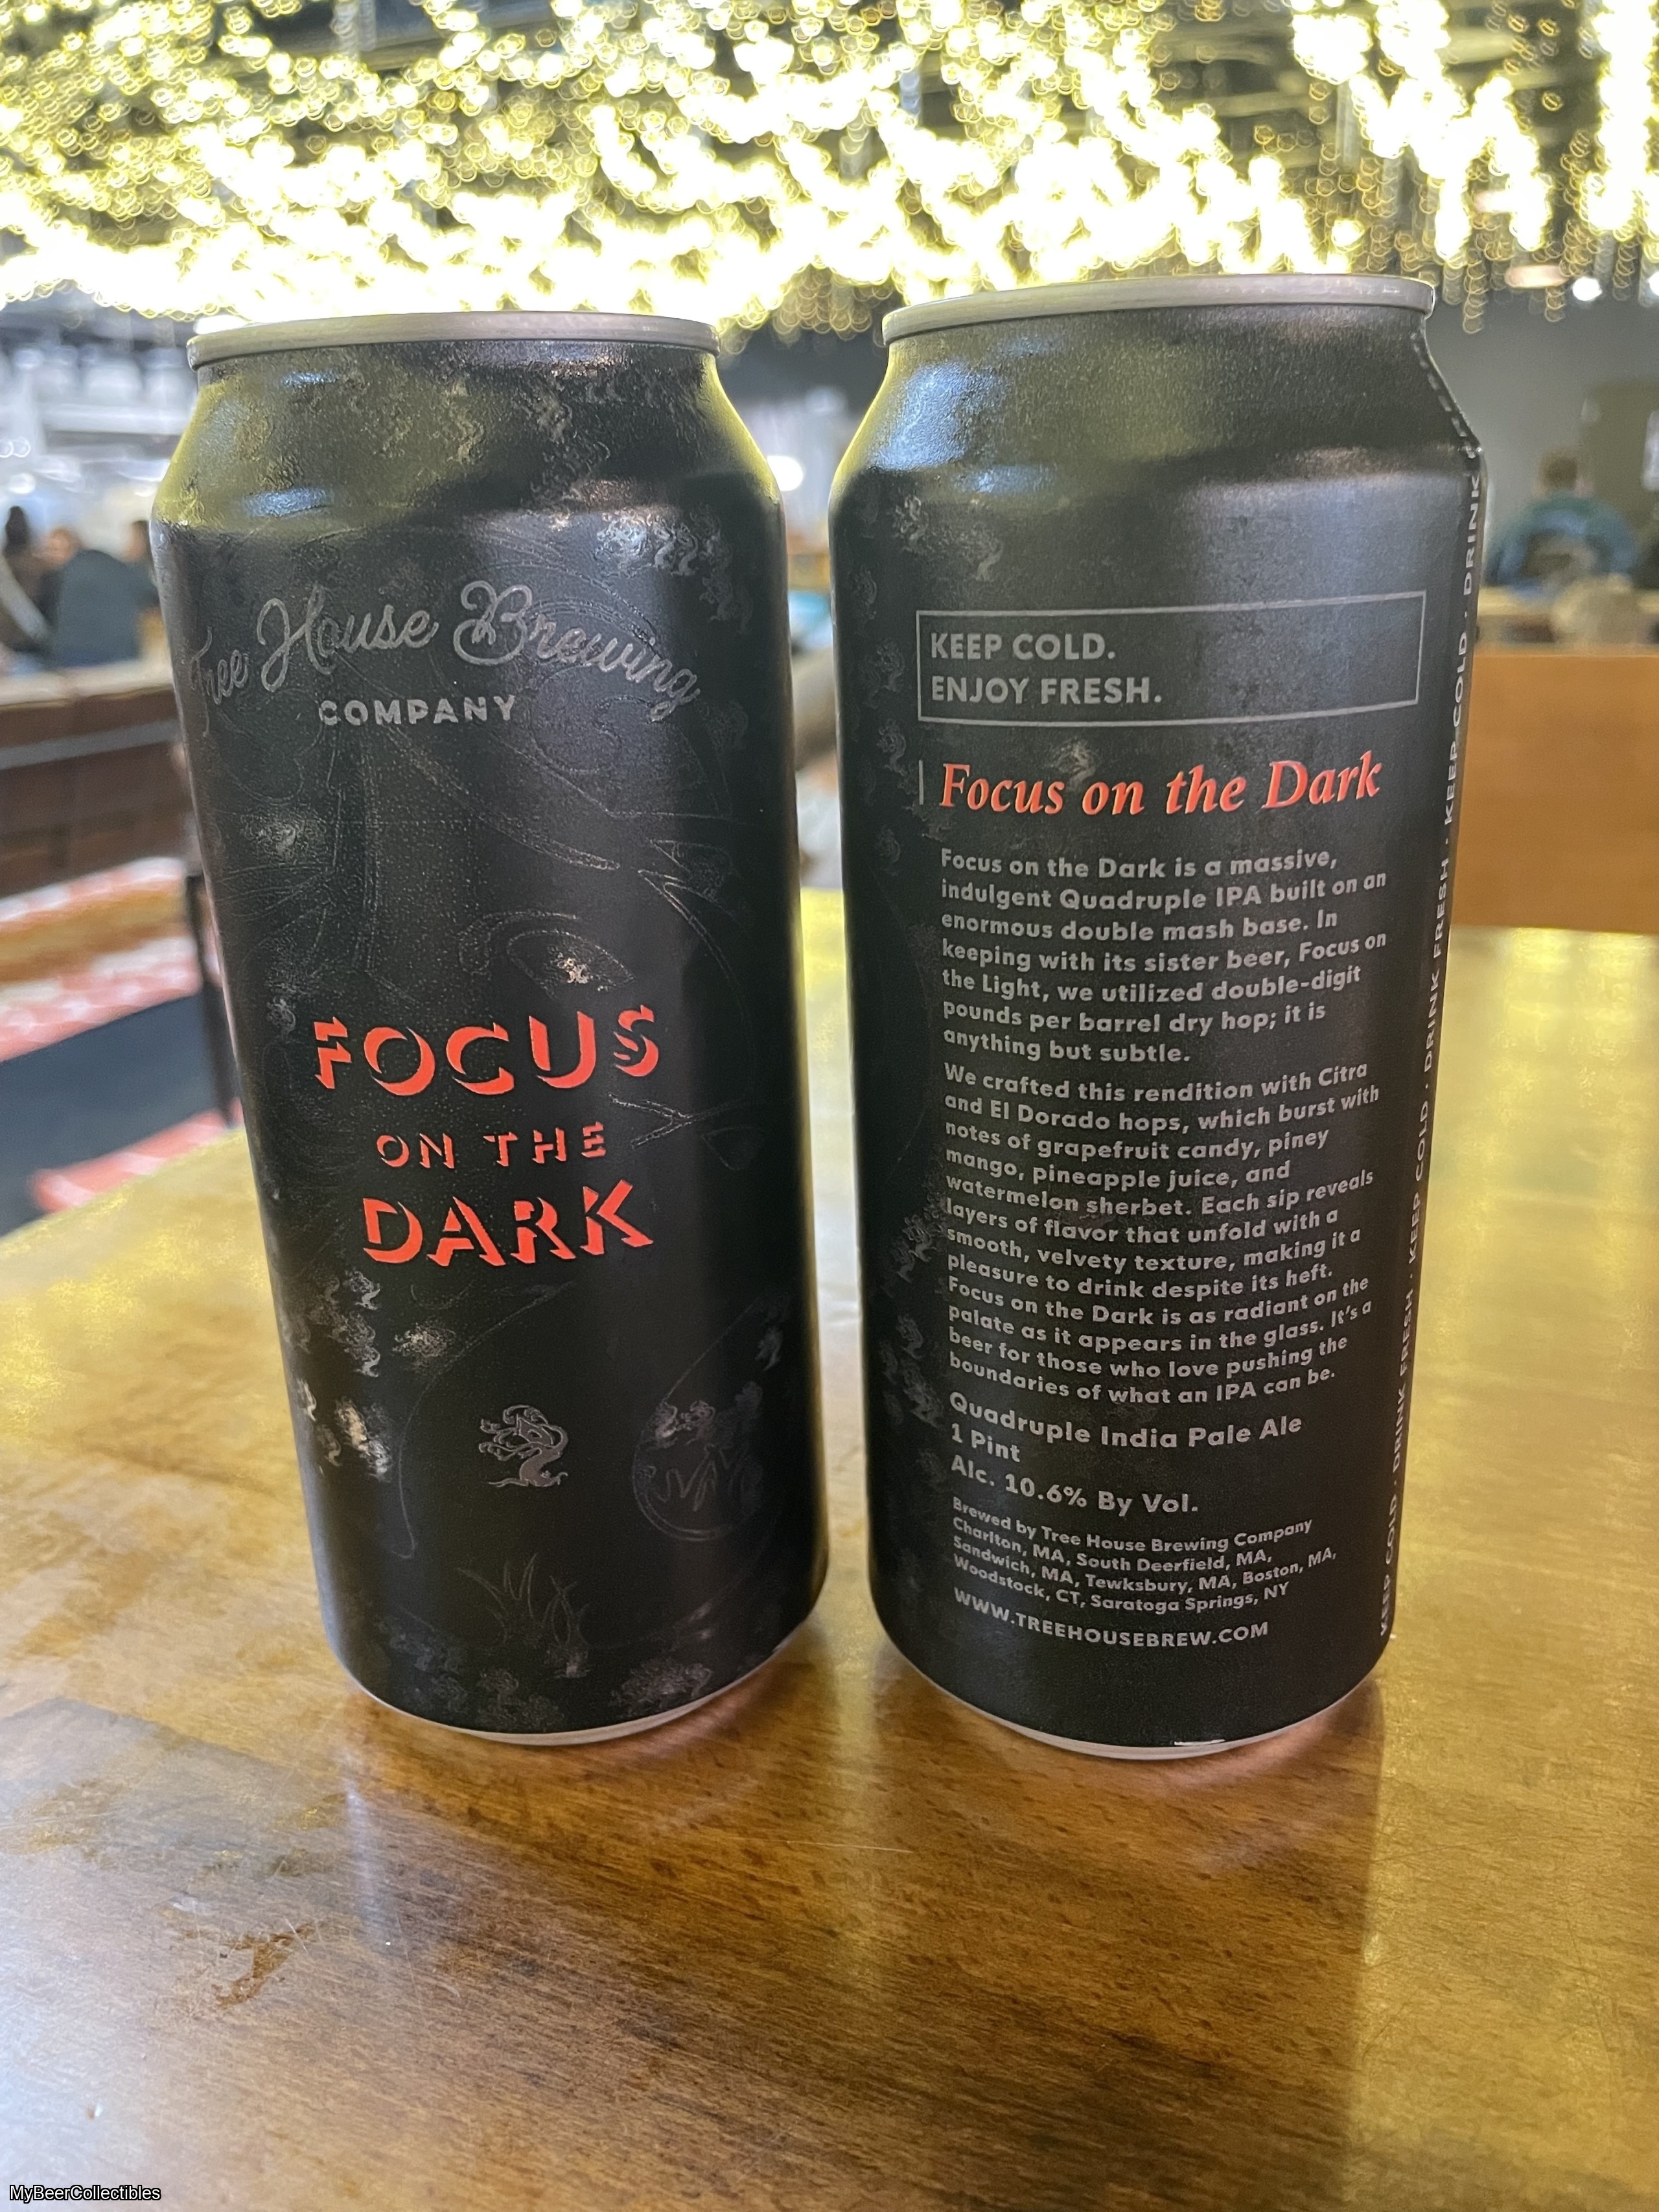 Tree House Brewing
COMPANY
FOCUS
ON THE
DARK
KEEP COLD.
ENJOY FRESH.
Focus on the Dark
Focus on the Dark is a massive,
indulgent Quadruple IPA built on an
enormous double mash base. In
keeping with its sister beer, Focus on
the Light, we utilized double-digit
pounds per barrel dry hop; it is
anything but subtle.
We crafted this rendition with Citra
and El Dorado hops, which burst with
notes of grapefruit candy, piney
mango, pineapple juice, and
watermelon sherbet. Each sip reveals
layers of flavor that unfold with a
smooth, velvety texture, making it a
pleasure to drink despite its heft.
Focus on the Dark is as radiant on the
palate as it appears in the glass. It's a
beer for those who love pushing the
boundaries of what an IPA can be.
Quadruple India Pale Ale
1 Pint
Alc. 10.6% By Vol.
Brewed by Tree House Brewing Company
Charlton, MA, South Deerfield, MA,
Sandwich, MA, Tewksbury, MA, Boston, MA,
Woodstock, CT, Saratoga Springs, NY
WWW.TREEHOUSEBREW.COM
KEEP COLD · DRINK FRESH · KEEP COLD · DRINK FRESH · KEEP COLD · DRINK
MyBeerCollectibles